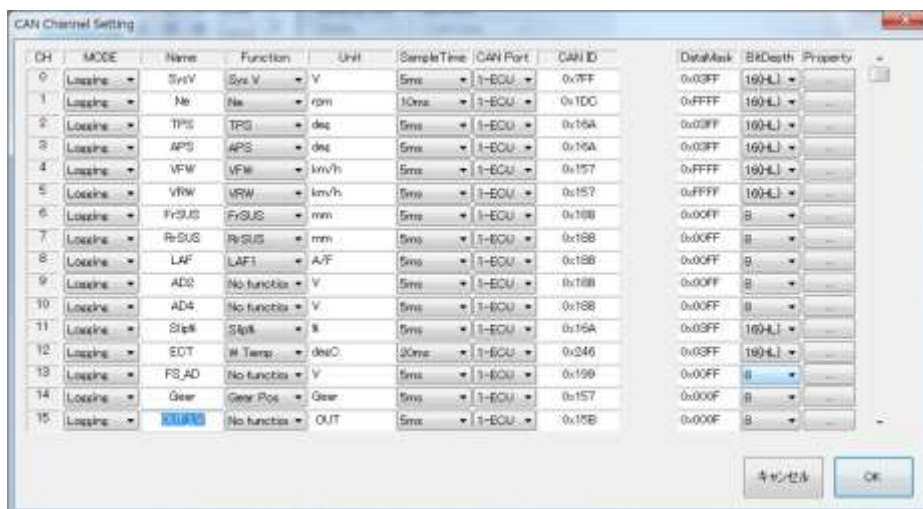 CAN Channel Setting
CH MODE Name Function Unit SampleTime CAN Port CAN ID DataMask BitDepth Property
0 Logging SysV Sys V V 5ms 1-ECU 0x7FF 0x03FF 16(H-L) ...
1 Logging Ne Ne rpm 10ms 1-ECU 0x1DC 0xFFFF 16(H-L) ...
2 Logging TPS TPS deg 5ms 1-ECU 0x16A 0x03FF 16(H-L) ...
3 Logging APS APS deg 5ms 1-ECU 0x16A 0x03FF 16(H-L) ...
4 Logging VFW VFW km/h 5ms 1-ECU 0x157 0xFFFF 16(H-L) ...
5 Logging VRW VRW km/h 5ms 1-ECU 0x157 0xFFFF 16(H-L) ...
6 Logging FrSUS FrSUS mm 5ms 1-ECU 0x188 0x00FF 8 ...
7 Logging RrSUS RrSUS mm 5ms 1-ECU 0x188 0x00FF 8 ...
8 Logging LAF LAF1 A/F 5ms 1-ECU 0x188 0x00FF 8 ...
9 Logging AD2 No function V 5ms 1-ECU 0x188 0x00FF 8 ...
10 Logging AD4 No function V 5ms 1-ECU 0x188 0x00FF 8 ...
11 Logging Slip% Slip% % 5ms 1-ECU 0x16A 0x03FF 16(H-L) ...
12 Logging ECT W Temp degC 20ms 1-ECU 0x246 0x03FF 16(H-L) ...
13 Logging FS_AD No function V 5ms 1-ECU 0x199 0x00FF 8 ...
14 Logging Gear Gear Pos Gear 5ms 1-ECU 0x157 0x000F 8 ...
15 Logging No function OUT 5ms 1-ECU 0x15B 0x000F 8 ...
キャンセル OK